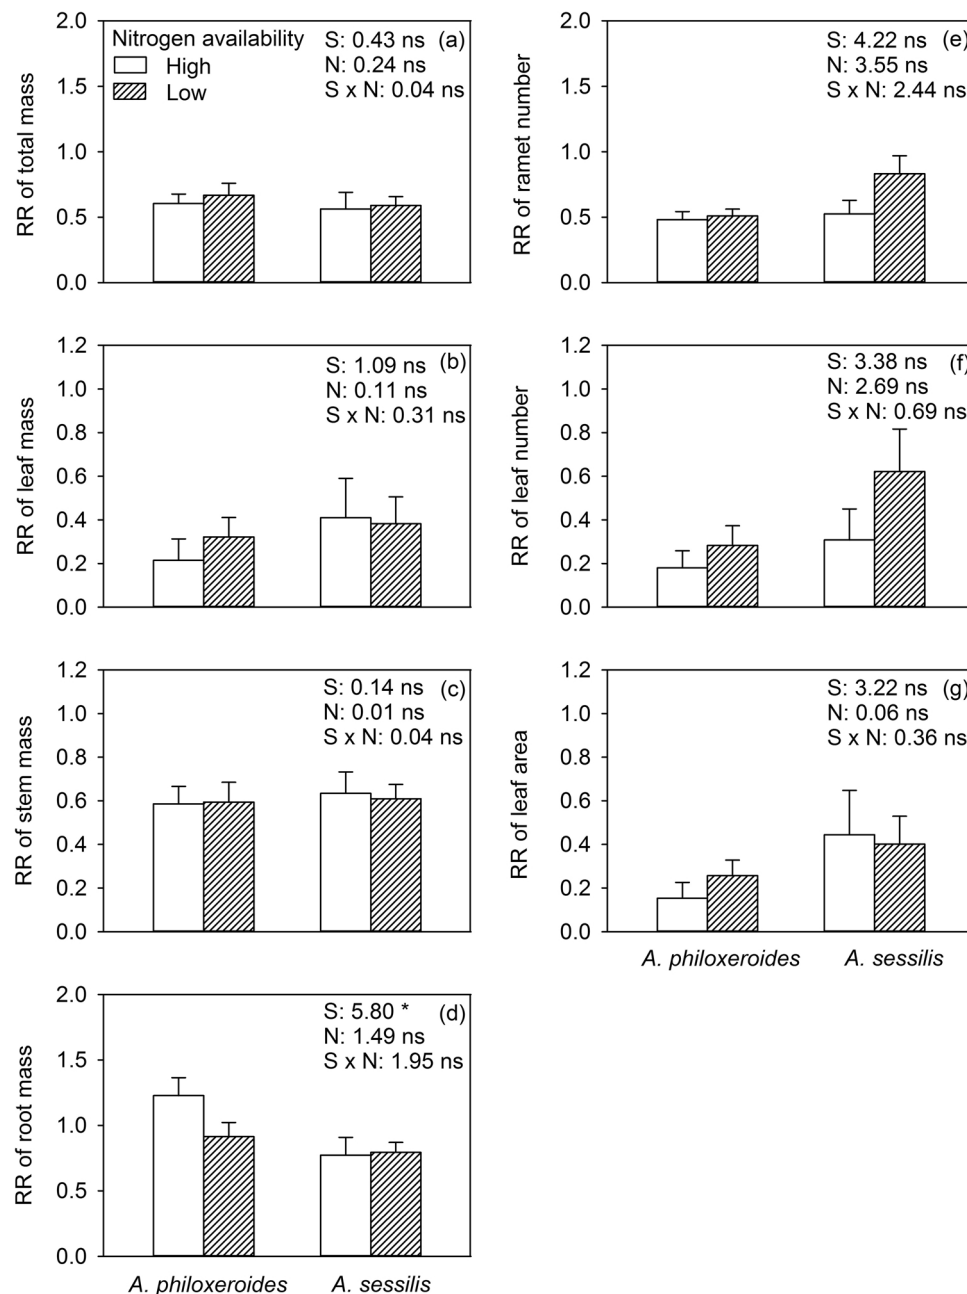 Nitrogen availability
High
Low
S: 0.43 ns
N: 0.24 ns
S x N: 0.04 ns
(a)
RR of total mass
2.0
1.5
1.0
0.5
0.0
S: 4.22 ns
N: 3.55 ns
S x N: 2.44 ns
(e)
RR of ramet number
2.0
1.5
1.0
0.5
0.0
S: 1.09 ns
N: 0.11 ns
S x N: 0.31 ns
(b)
RR of leaf mass
1.2
1.0
0.8
0.6
0.4
0.2
0.0
S: 3.38 ns
N: 2.69 ns
S x N: 0.69 ns
(f)
RR of leaf number
1.2
1.0
0.8
0.6
0.4
0.2
0.0
S: 0.14 ns
N: 0.01 ns
S x N: 0.04 ns
(c)
RR of stem mass
1.2
1.0
0.8
0.6
0.4
0.2
0.0
S: 3.22 ns
N: 0.06 ns
S x N: 0.36 ns
(g)
RR of leaf area
1.2
1.0
0.8
0.6
0.4
0.2
0.0
A. philoxeroides
A. sessilis
S: 5.80 *
N: 1.49 ns
S x N: 1.95 ns
(d)
RR of root mass
2.0
1.5
1.0
0.5
0.0
A. philoxeroides
A. sessilis